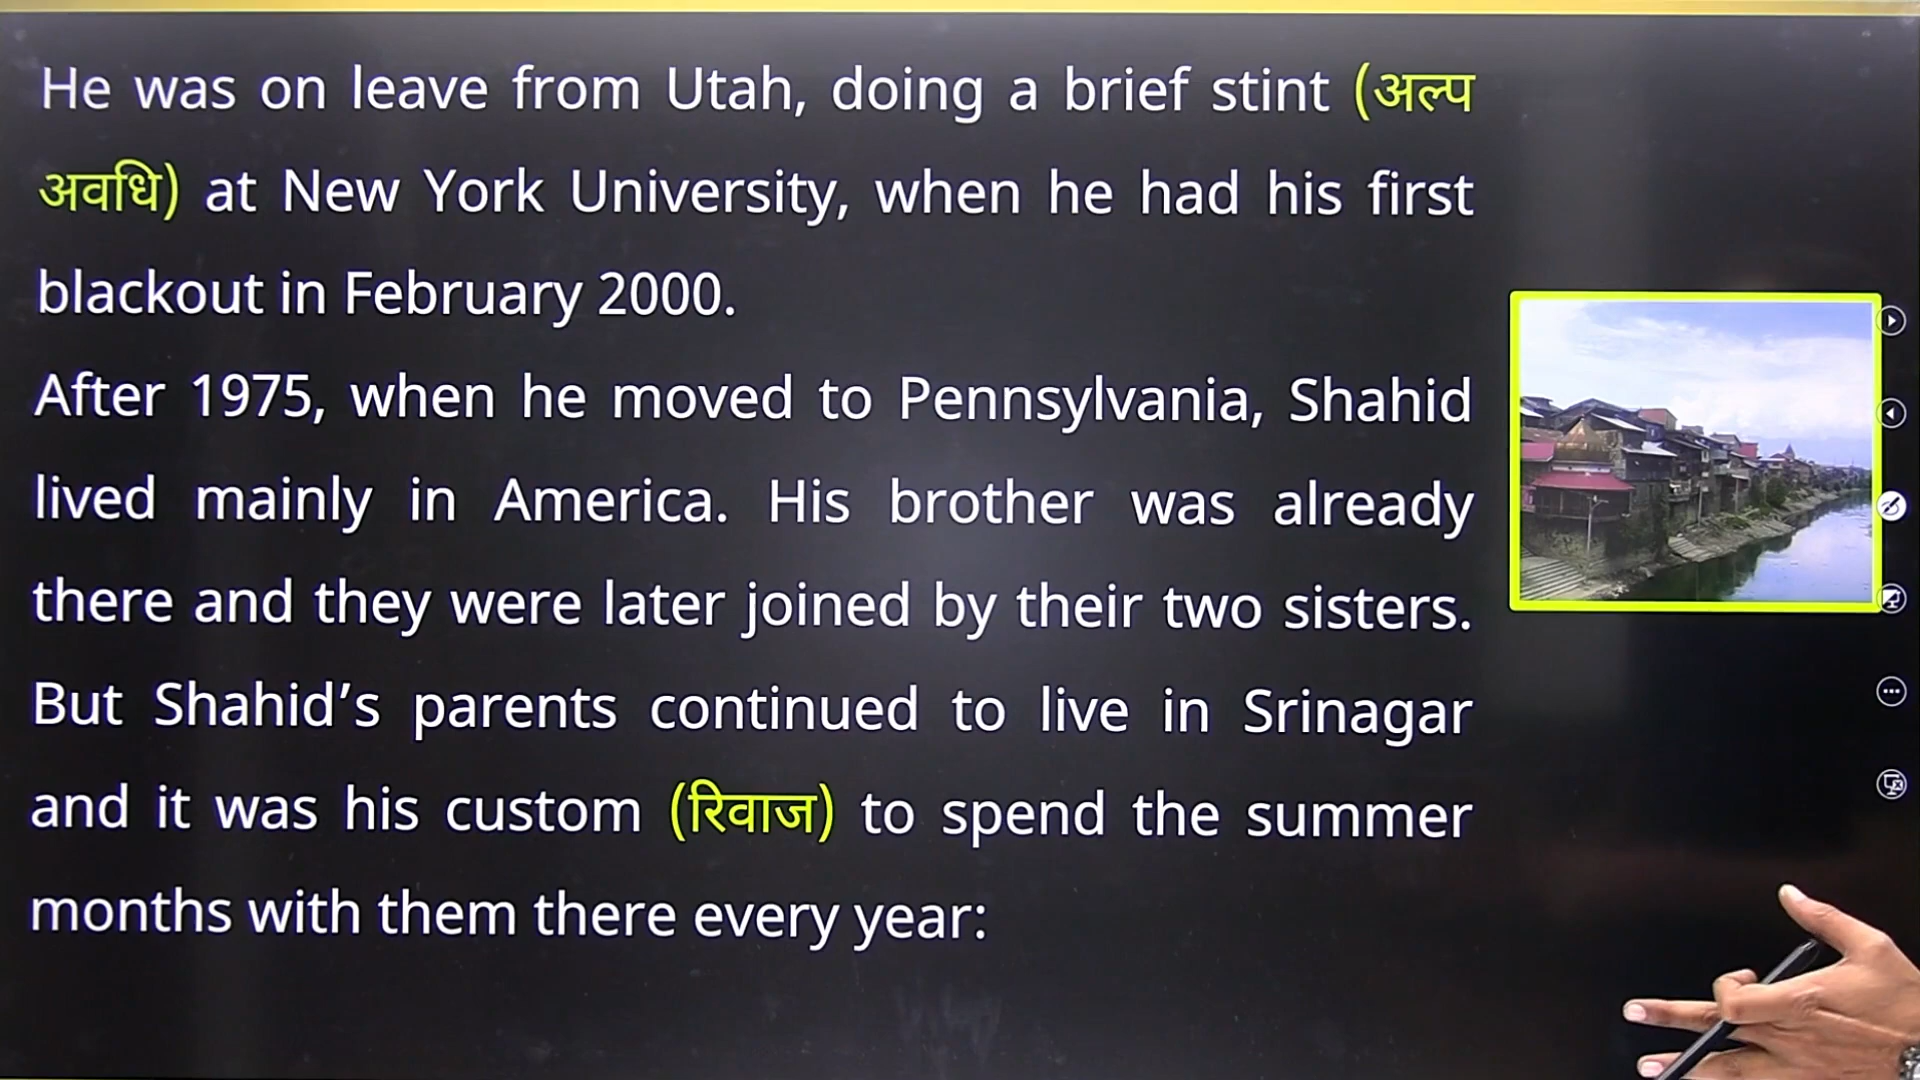 He was on leave from Utah, doing a brief stint (अल्प
अवधि) at New York University, when he had his first
blackout in February 2000.
After 1975, when he moved to Pennsylvania, Shahid
lived mainly in America. His brother was already
there and they were later joined by their two sisters.
But Shahid’s parents continued to live in Srinagar
and it was his custom (रिवाज) to spend the summer
months with them there every year: